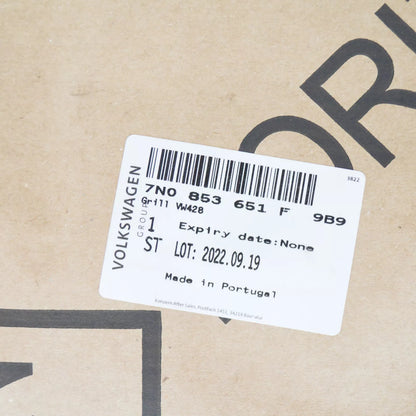 ORI
3822
VOLKSWAGEN
GROUP
7N0 853 651 F 9B9
Grill VW428
1 Expiry date:None
ST LOT: 2022.09.19
Made in Portugal